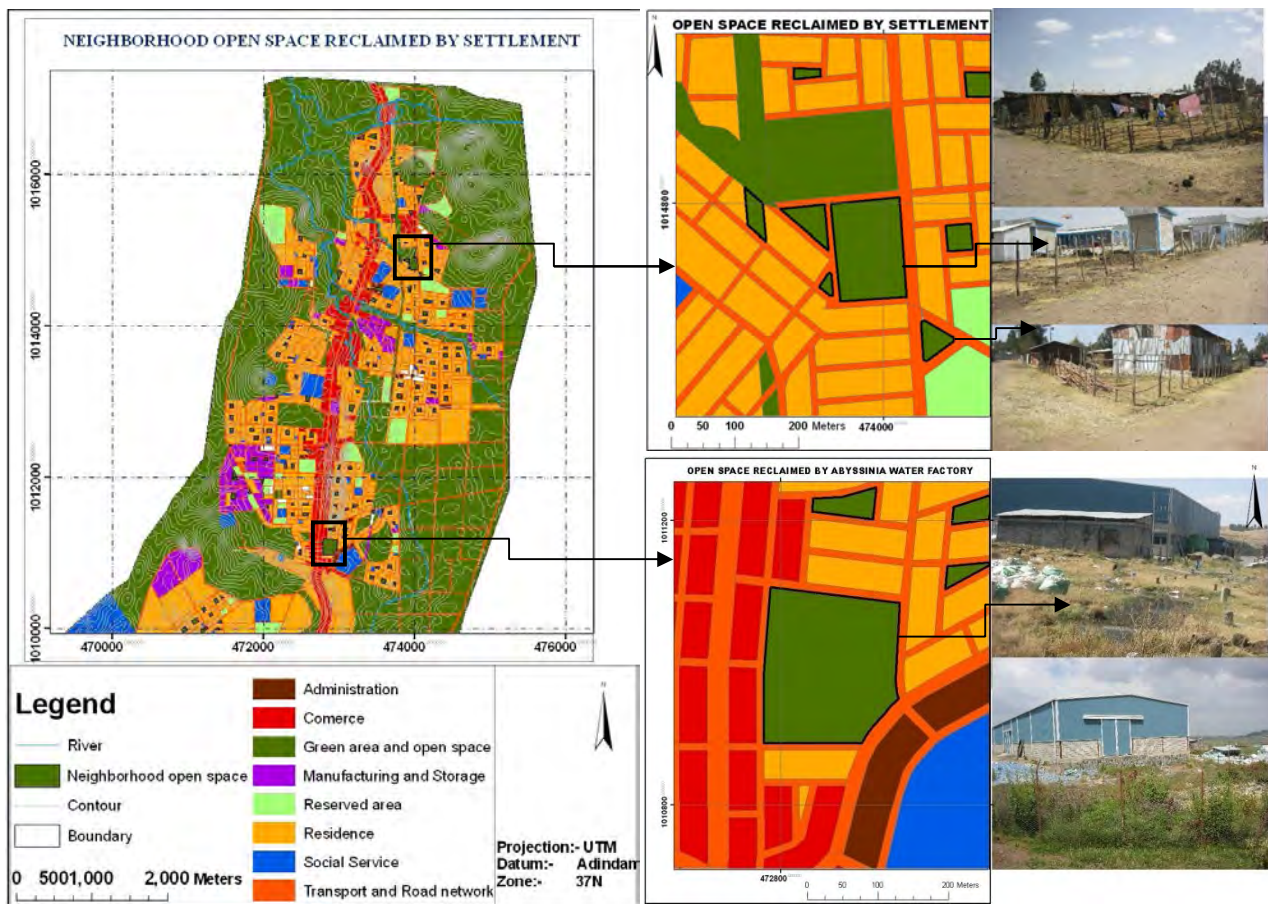 NEIGHBORHOOD OPEN SPACE RECLAIMED BY SETTLEMENT
N
1016000
1014000
1012000
1010000
470000
472000
474000
476000
Legend
River
Neighborhood open space
Contour
Boundary
0 5001,000 2,000 Meters
Administration
Comerce
Green area and open space
Manufacturing and Storage
Reserved area
Residence
Social Service
Transport and Road network
N
Projection:- UTM
Datum:- Adindam
Zone:- 37N
OPEN SPACE RECLAIMED BY SETTLEMENT
N
1014800
474000
0 50 100 200 Meters
OPEN SPACE RECLAIMED BY ABYSSINIA WATER FACTORY
N
1011200
1010800
472800
0 50 100 200 Meters